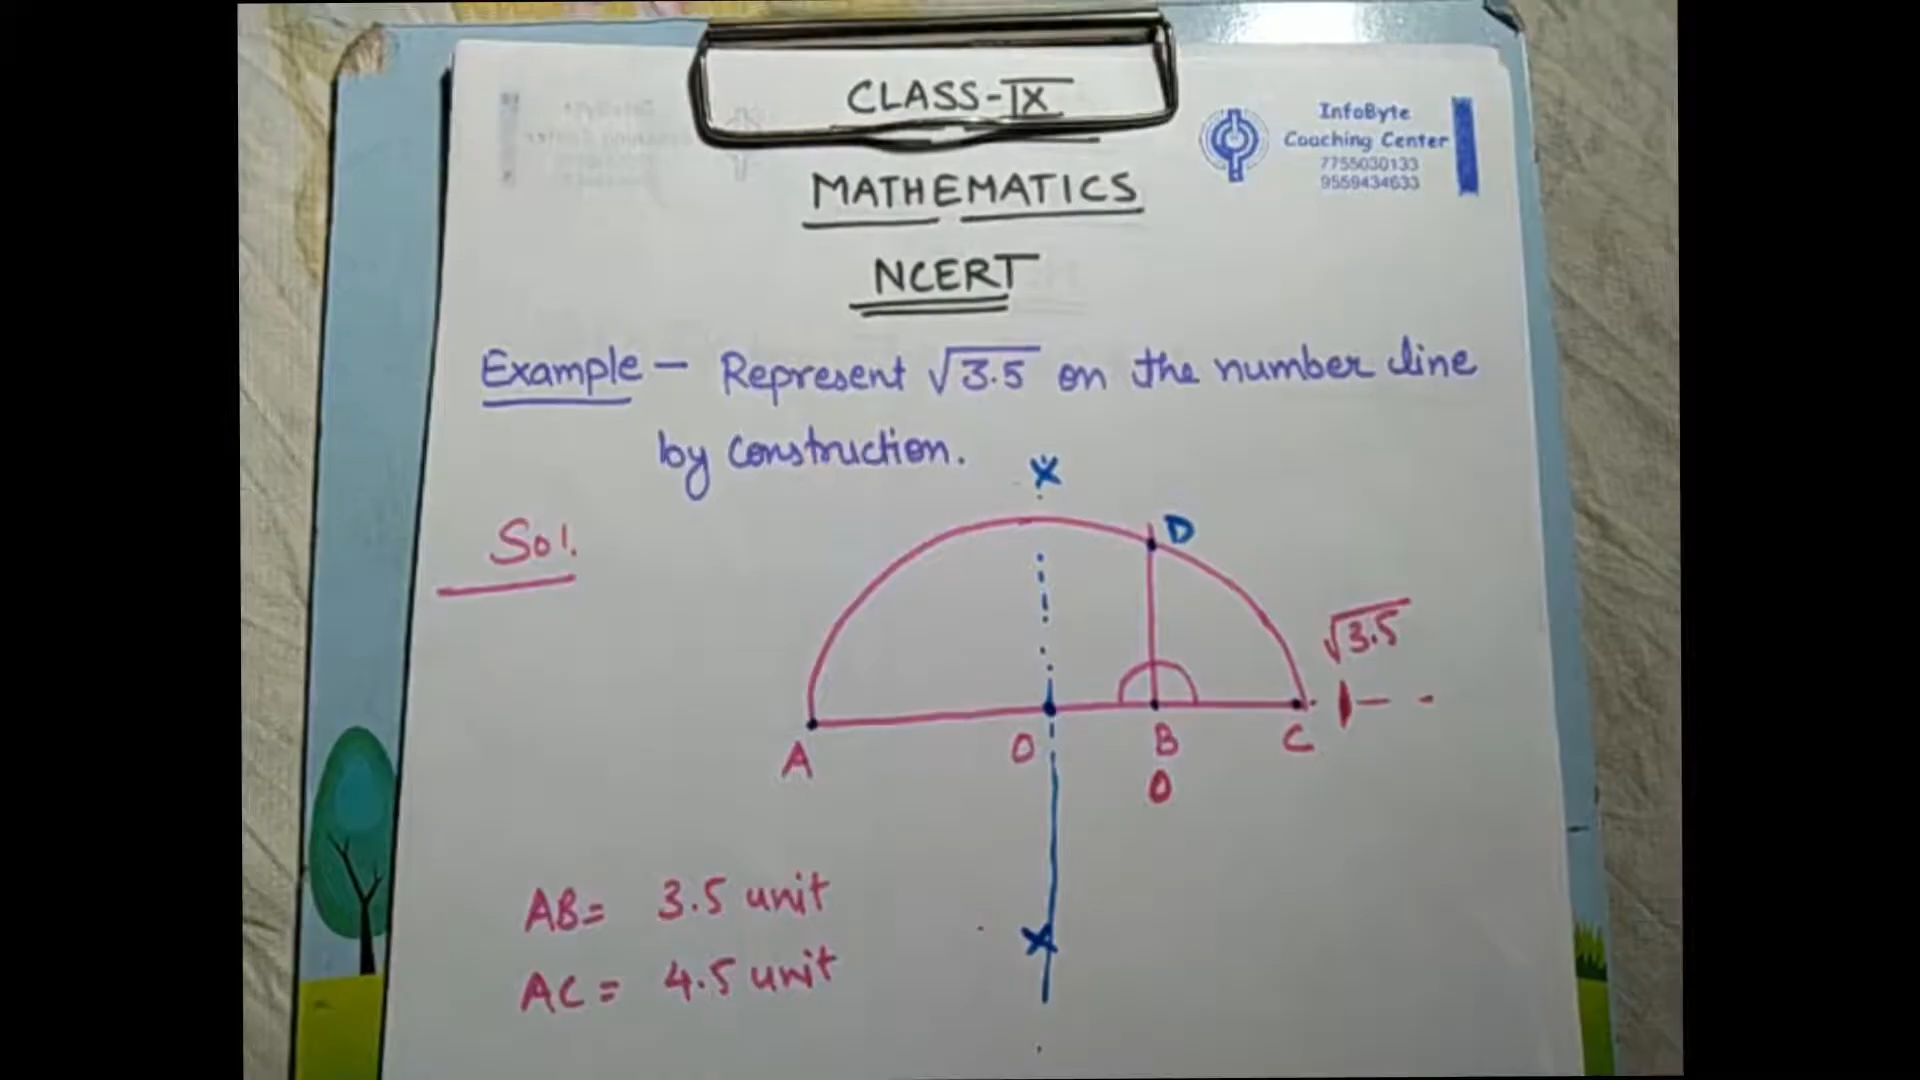 CLASS-IX
InfoByte
Coaching Center
7755030133
9559434633
MATHEMATICS
NCERT
Example - Represent √3.5 on the number line
by construction.
Sol.
D
√3.5
A
O
B
C
O
AB = 3.5 unit
AC = 4.5 unit